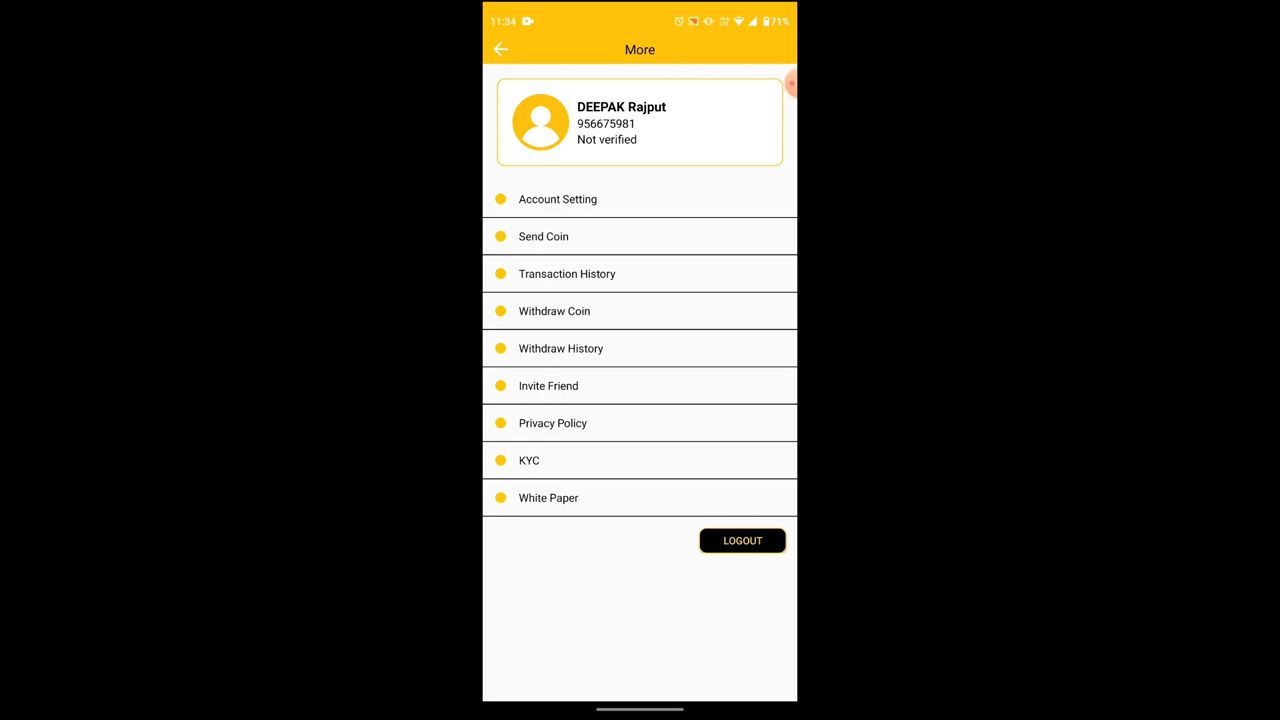 11:34
71%
More
DEEPAK Rajput
956675981
Not verified
Account Setting
Send Coin
Transaction History
Withdraw Coin
Withdraw History
Invite Friend
Privacy Policy
KYC
White Paper
LOGOUT